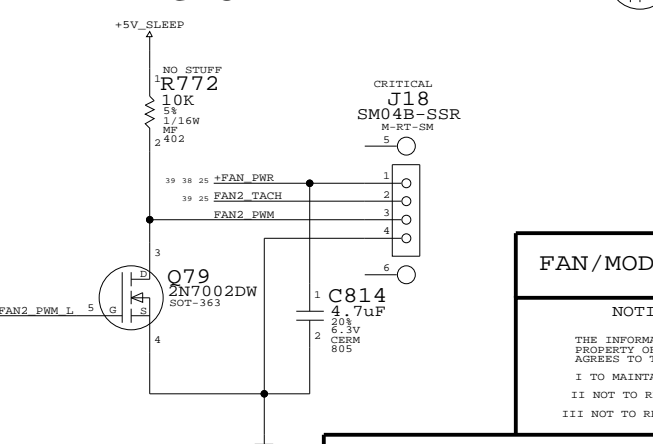 +5V_SLEEP
NO STUFF
1
R772
10K
5%
1/16W
MF
402
2
CRITICAL
J18
SM04B-SSR
M-RT-SM
5
39 38 25 +FAN_PWR 1
39 25 FAN2_TACH 2
FAN2_PWM 3
4
6
3
D
Q79
2N7002DW
SOT-363
FAN2_PWM_L 5 G S
4
1
C814
4.7uF
20%
6.3V
CERM
805
2
FAN/MOD
NOTI
THE INFORMA
PROPERTY O
AGREES TO T
I TO MAINTA
II NOT TO R
III NOT TO R